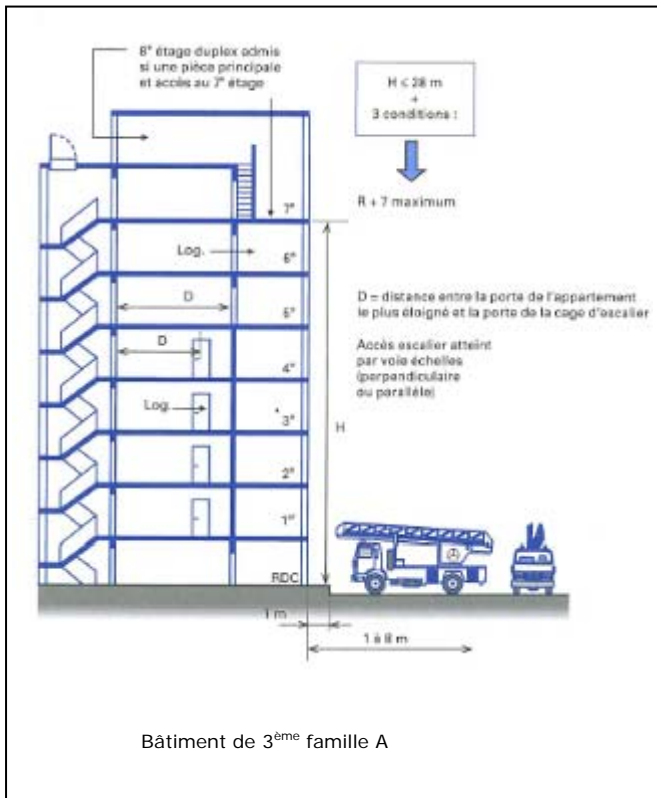 8° étage duplex admis
si une pièce principale
et accès au 7° étage
H ≤ 28 m
+
3 conditions :
R + 7 maximum
7°
Log.
6°
D
5°
D
4°
Log
3°
2°
1er
RDC
H
D = distance entre la porte de l'appartement
le plus éloigné et la porte de la cage d'escalier
Accès escalier atteint
par voie échelles
(perpendiculaire
ou parallèle)
1 m
1 à 8 m
Bâtiment de 3ème famille A